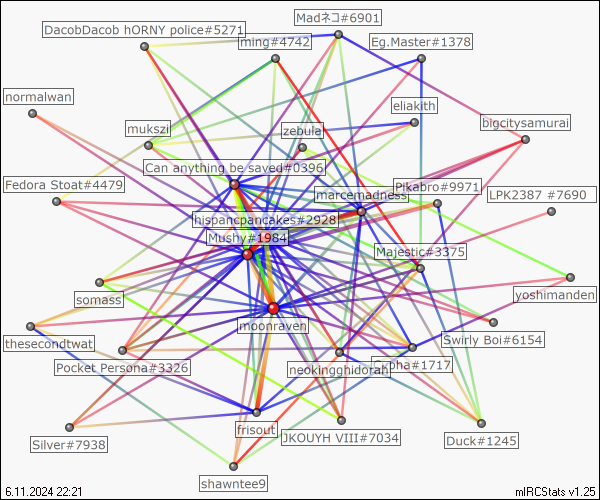 Madネコ#6901
DacobDacob hORNY police#5271
ming#4742
Eg.Master#1378
normalwan
eliakith
mukszi
zebula
bigcitysamurai
Can anything be saved#0396
Fedora Stoat#4479
marcemadness
Pikabro#9971
LPK2387 #7690
hispancpancakes#2928
Mushy#1984
Majestic#3375
somass
yoshimanden
moonraven
thesecondtwat
Swirly Boi#6154
Pocket Persona#3326
neokingghidorah
#1717
frisout
Silver#7938
JKOUYH VIII#7034
Duck#1245
shawntee9
6.11.2024 22:21
mIRCStats v1.25